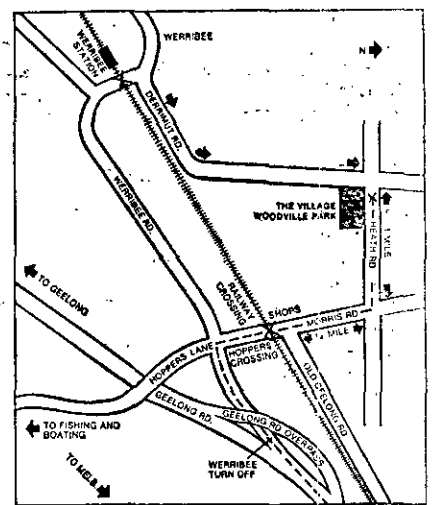 WERRIBEE
STATION
WERRIBEE
N
DERRIMUT RD.
THE VILLAGE
WOODVILLE PARK
HEATH RD
1 MILE
WERRIBEE RD.
RAILWAY
CROSSING
TO GEELONG
SHOPS
MORRIS RD
MILE
HOPPERS LANE
HOPPERS
CROSSING
OLD GEELONG RD
GEELONG RD.
GEELONG RD OVERPASS
TO FISHING AND
BOATING
WERRIBEE
TURN OFF
TO MELB.